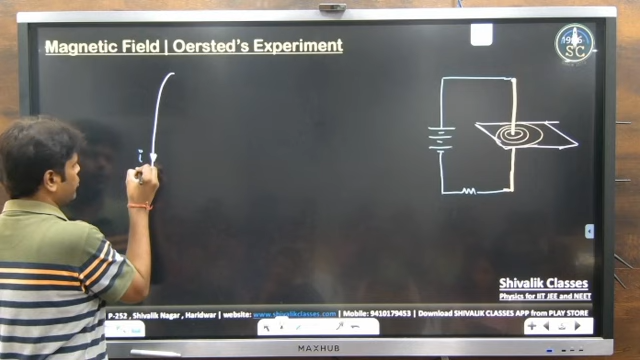 Magnetic Field | Oersted's Experiment
SC
i
Shivalik Classes
Physics for IIT JEE and NEET
P-252 , Shivalik Nagar , Haridwar | website: www.shivalikclasses.com | Mobile: 9410179453 | Download SHIVALIK CLASSES APP from PLAY STORE
MAXHUB